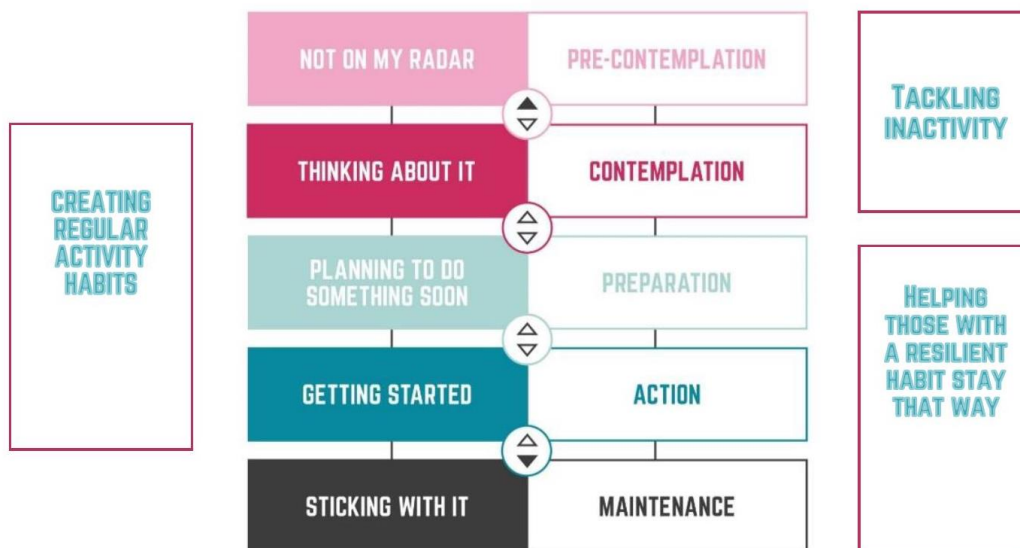 CREATING
REGULAR
ACTIVITY
HABITS
NOT ON MY RADAR
PRE-CONTEMPLATION
THINKING ABOUT IT
CONTEMPLATION
PLANNING TO DO
SOMETHING SOON
PREPARATION
GETTING STARTED
ACTION
STICKING WITH IT
MAINTENANCE
TACKLING
INACTIVITY
HELPING
THOSE WITH
A RESILIENT
HABIT STAY
THAT WAY